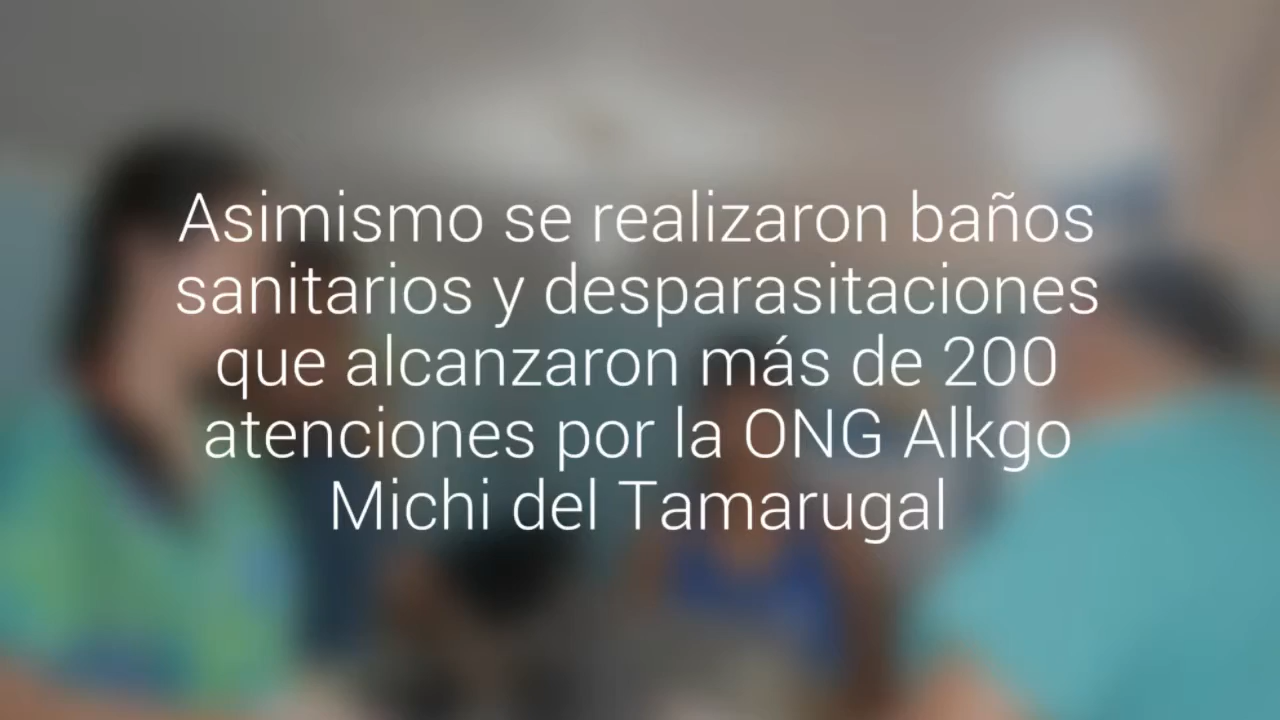 Asimismo se realizaron baños
sanitarios y desparasitaciones
que alcanzaron más de 200
atenciones por la ONG Alkgo
Michi del Tamarugal